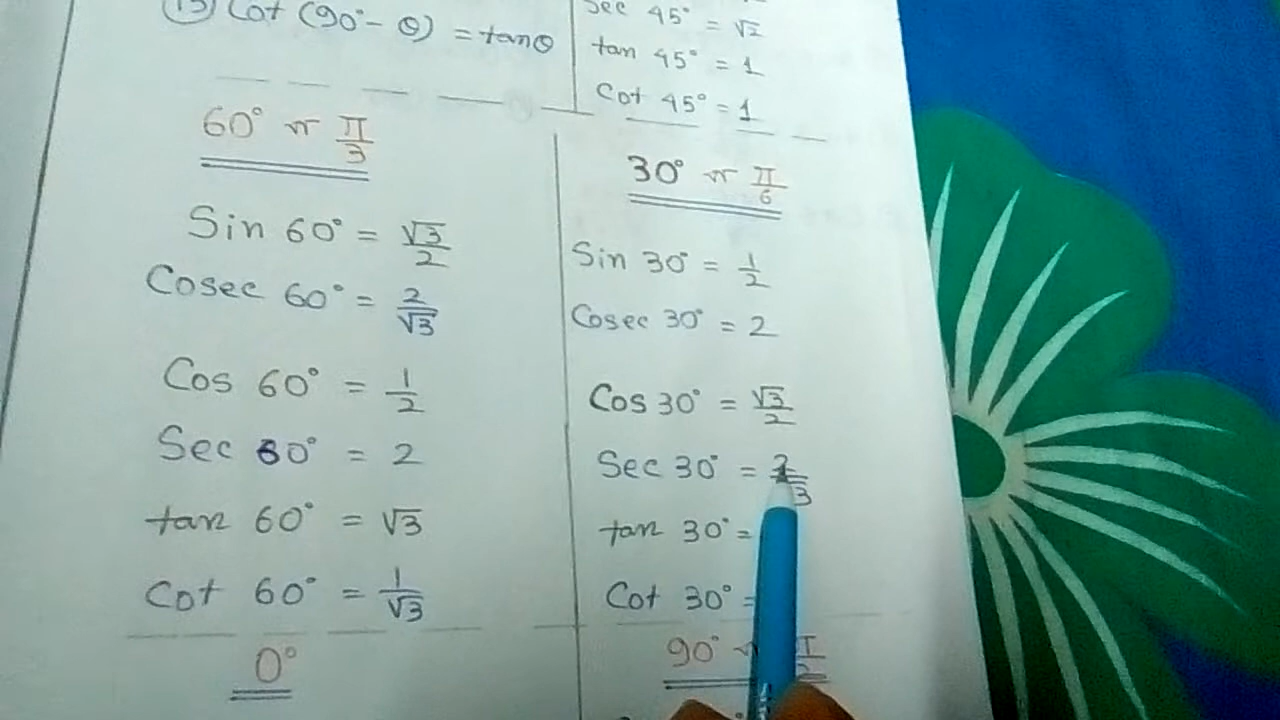 (13) Cot (90° - θ) = tanθ
Sec 45° = √2
tan 45° = 1
Cot 45° = 1
60° বা π/3
Sin 60° = √3/2
Cosec 60° = 2/√3
Cos 60° = 1/2
Sec 60° = 2
tan 60° = √3
Cot 60° = 1/√3
30° বা π/6
Sin 30° = 1/2
Cosec 30° = 2
Cos 30° = √3/2
Sec 30° = 2/√3
tan 30° =
Cot 30° =
0°
90°